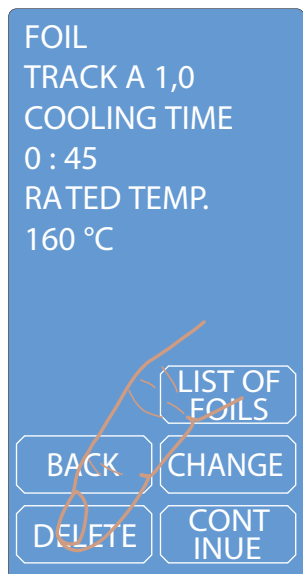 FOIL
TRACK A 1,0
COOLING TIME
0 : 45
RATED TEMP.
160 °C
LIST OF
FOILS
BACK
CHANGE
DELETE
CONT
INUE